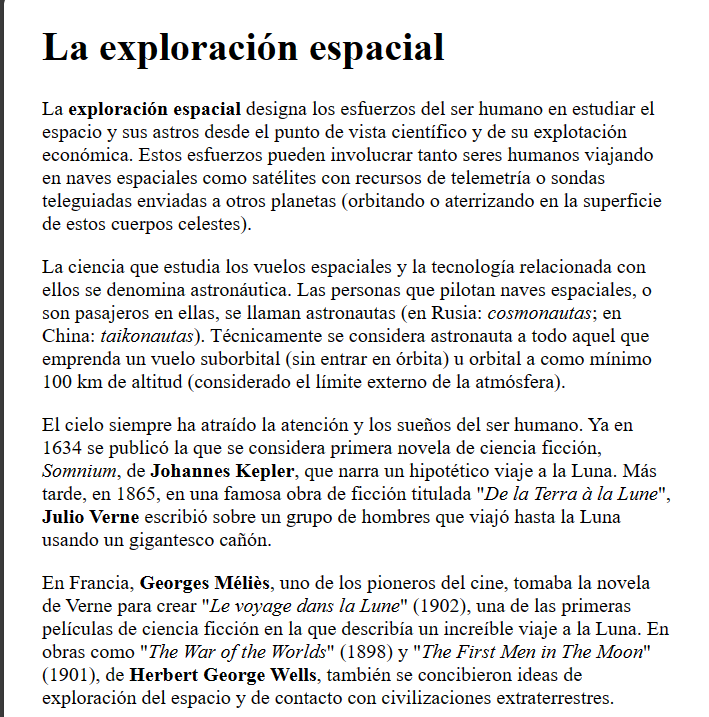 La exploración espacial
La exploración espacial designa los esfuerzos del ser humano en estudiar el
espacio y sus astros desde el punto de vista científico y de su explotación
económica. Estos esfuerzos pueden involucrar tanto seres humanos viajando
en naves espaciales como satélites con recursos de telemetría o sondas
teleguiadas enviadas a otros planetas (orbitando o aterrizando en la superficie
de estos cuerpos celestes).
La ciencia que estudia los vuelos espaciales y la tecnología relacionada con
ellos se denomina astronáutica. Las personas que pilotan naves espaciales, o
son pasajeros en ellas, se llaman astronautas (en Rusia: cosmonautas; en
China: taikonautas). Técnicamente se considera astronauta a todo aquel que
emprenda un vuelo suborbital (sin entrar en órbita) u orbital a como mínimo
100 km de altitud (considerado el límite externo de la atmósfera).
El cielo siempre ha atraído la atención y los sueños del ser humano. Ya en
1634 se publicó la que se considera primera novela de ciencia ficción,
Somnium, de Johannes Kepler, que narra un hipotético viaje a la Luna. Más
tarde, en 1865, en una famosa obra de ficción titulada "De la Terra à la Lune",
Julio Verne escribió sobre un grupo de hombres que viajó hasta la Luna
usando un gigantesco cañón.
En Francia, Georges Méliès, uno de los pioneros del cine, tomaba la novela
de Verne para crear "Le voyage dans la Lune" (1902), una de las primeras
películas de ciencia ficción en la que describía un increíble viaje a la Luna. En
obras como "The War of the Worlds" (1898) y "The First Men in The Moon"
(1901), de Herbert George Wells, también se concibieron ideas de
exploración del espacio y de contacto con civilizaciones extraterrestres.